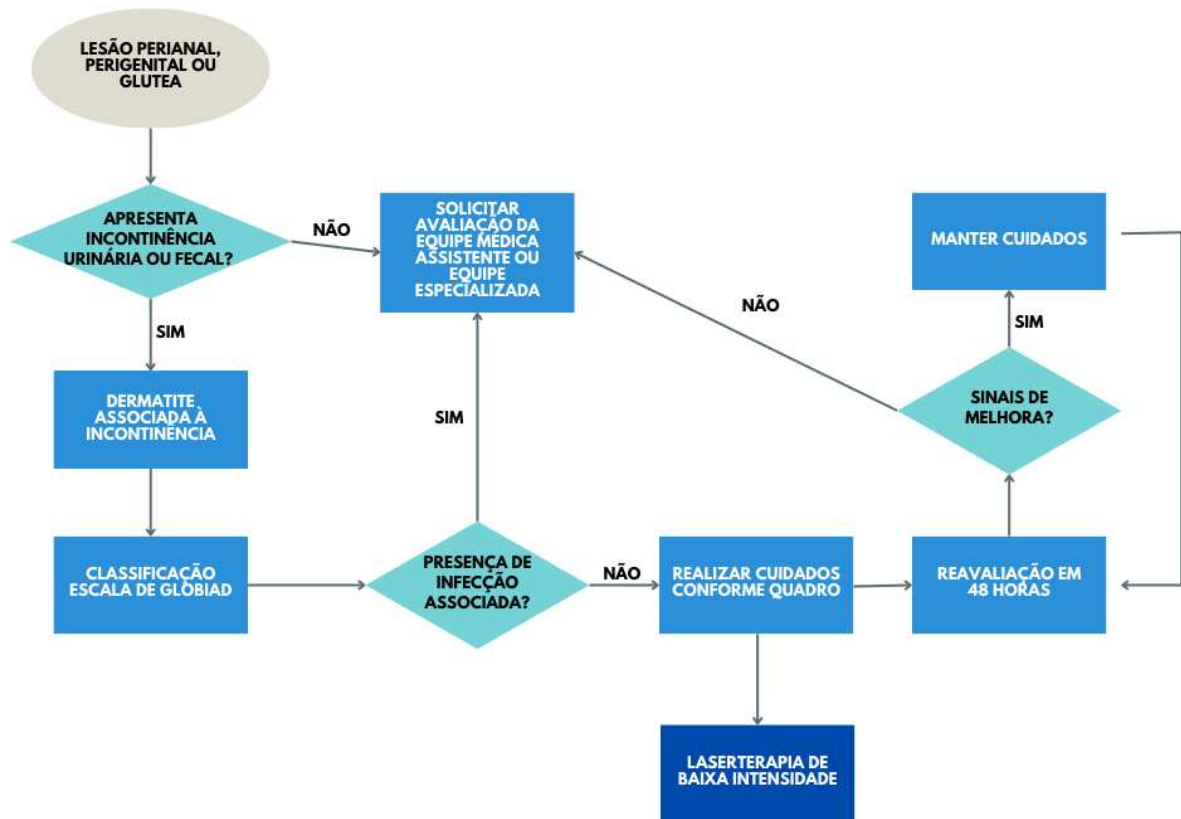 LESÃO PERIANAL,
PERIGENITAL OU
GLUTEA
APRESENTA
INCONTINÊNCIA
URINÁRIA OU FECAL?
NÃO
SIM
SOLICITAR
AVALIAÇÃO DA
EQUIPE MÉDICA
ASSISTENTE OU
EQUIPE
ESPECIALIZADA
DERMATITE
ASSOCIADA À
INCONTINÊNCIA
CLASSIFICAÇÃO
ESCALA DE GLOBIAD
PRESENÇA DE
INFECÇÃO
ASSOCIADA?
SIM
NÃO
REALIZAR CUIDADOS
CONFORME QUADRO
LASERTERAPIA DE
BAIXA INTENSIDADE
REAVALIAÇÃO EM
48 HORAS
SINAIS DE
MELHORA?
NÃO
SIM
MANTER CUIDADOS